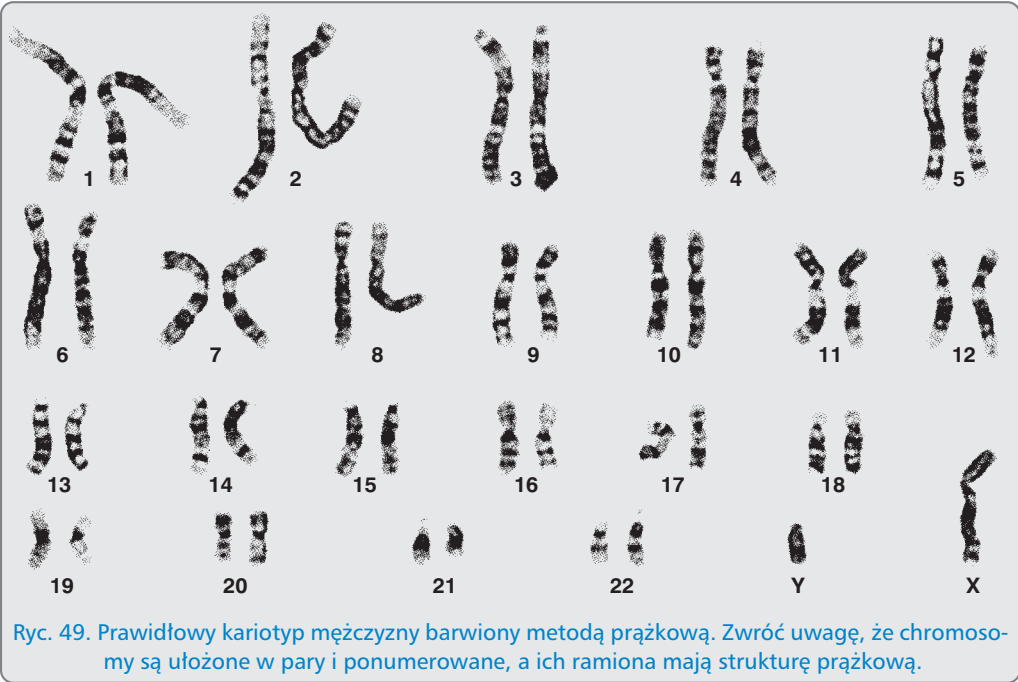 1 2 3 4 5
6 7 8 9 10 11 12
13 14 15 16 17 18
19 20 21 22 Y X
Ryc. 49. Prawidłowy kariotyp mężczyzny barwiony metodą prążkową. Zwróć uwagę, że chromoso-
my są ułożone w pary i ponumerowane, a ich ramiona mają strukturę prążkową.